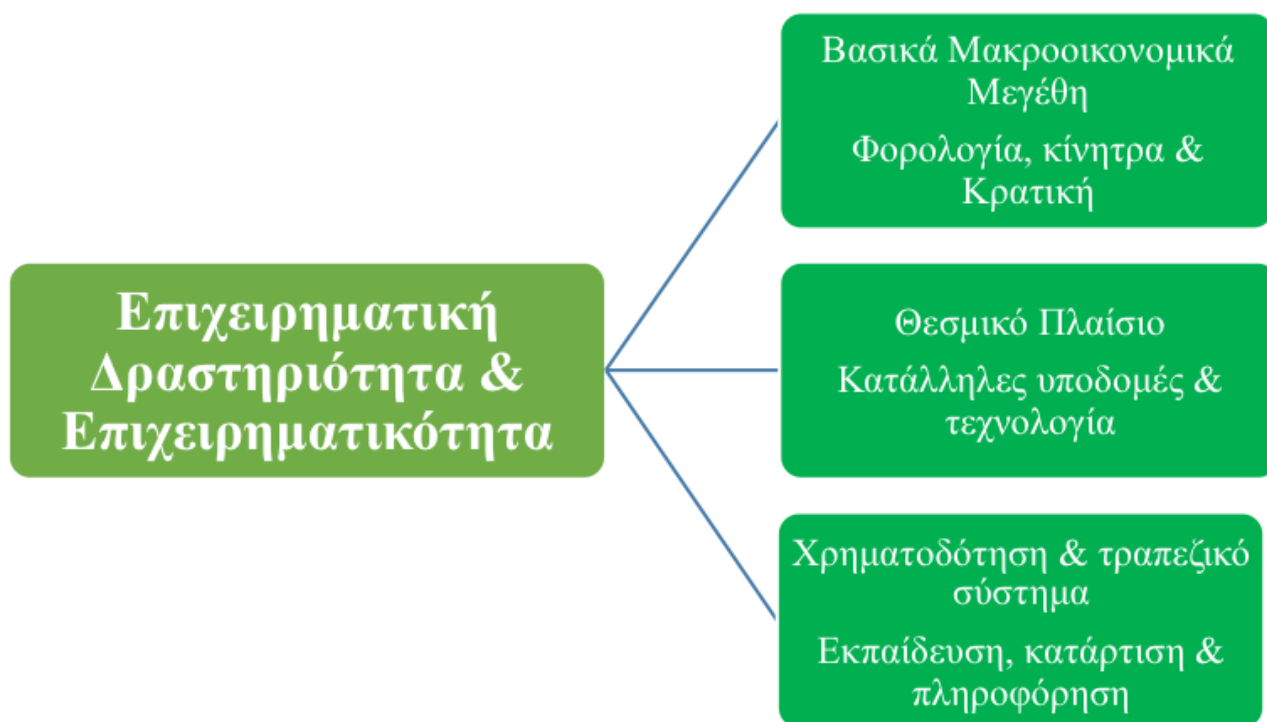 Επιχειρηματική
Δραστηριότητα &
Επιχειρηματικότητα
Βασικά Μακροοικονομικά
Μεγέθη
Φορολογία, κίνητρα &
Κρατική
Θεσμικό Πλαίσιο
Κατάλληλες υποδομές &
τεχνολογία
Χρηματοδότηση & τραπεζικό
σύστημα
Εκπαίδευση, κατάρτιση &
πληροφόρηση